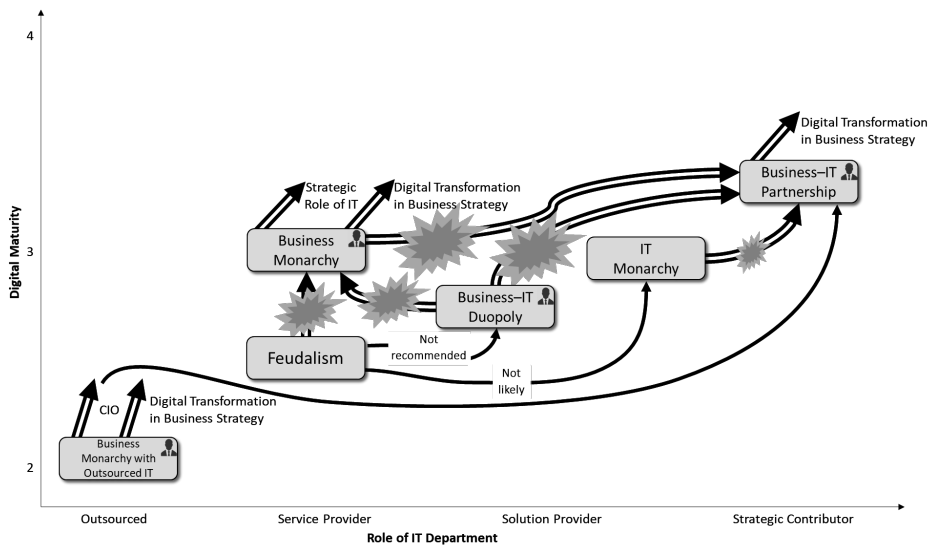 4
Digital Transformation
in Business Strategy
Business–IT
Partnership
Strategic
Role of IT
Digital Transformation
in Business Strategy
Business
Monarchy
IT
Monarchy
3
Digital Maturity
Business–IT
Duopoly
Feudalism
Not
recommended
Not
likely
CIO
Digital Transformation
in Business Strategy
Business
Monarchy with
Outsourced IT
2
Outsourced
Service Provider
Solution Provider
Strategic Contributor
Role of IT Department